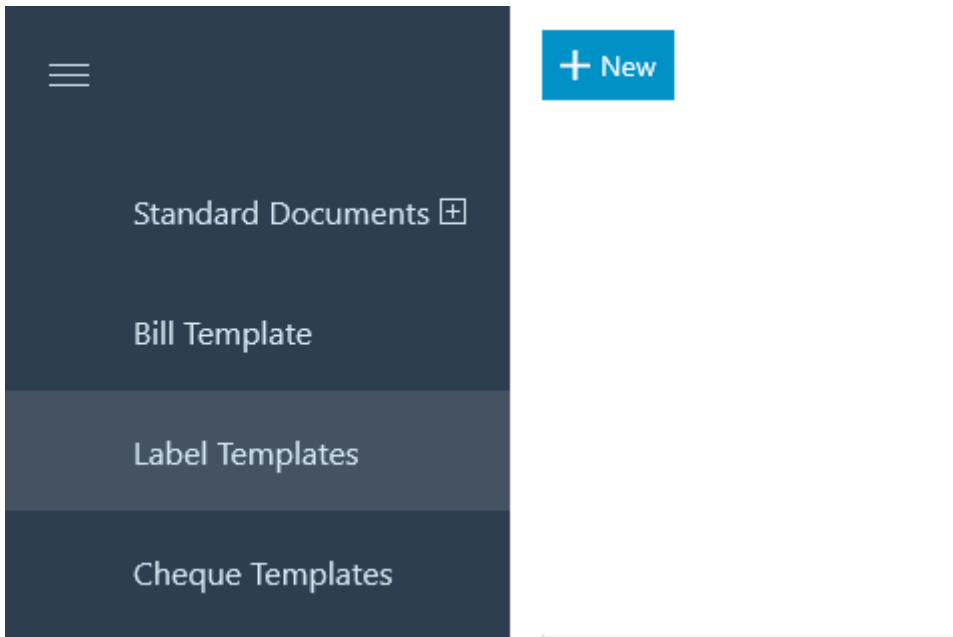 New
Standard Documents
Bill Template
Label Templates
Cheque Templates